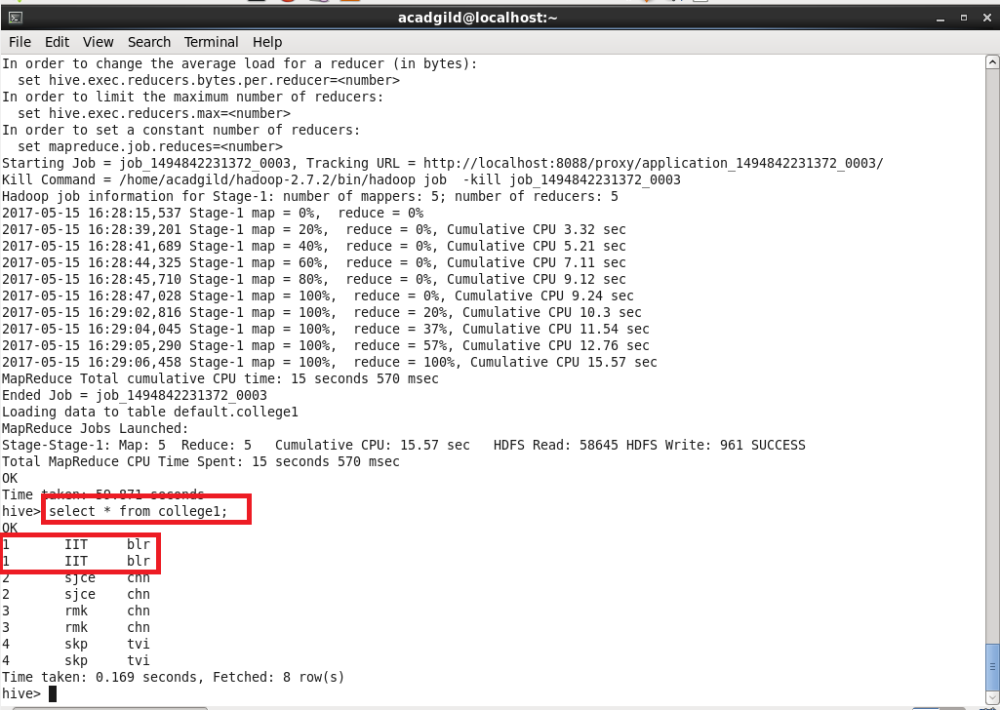 acadgild@localhost:~
File Edit View Search Terminal Help
In order to change the average load for a reducer (in bytes):
  set hive.exec.reducers.bytes.per.reducer=<number>
In order to limit the maximum number of reducers:
  set hive.exec.reducers.max=<number>
In order to set a constant number of reducers:
  set mapreduce.job.reduces=<number>
Starting Job = job_1494842231372_0003, Tracking URL = http://localhost:8088/proxy/application_1494842231372_0003/
Kill Command = /home/acadgild/hadoop-2.7.2/bin/hadoop job  -kill job_1494842231372_0003
Hadoop job information for Stage-1: number of mappers: 5; number of reducers: 5
2017-05-15 16:28:15,537 Stage-1 map = 0%,  reduce = 0%
2017-05-15 16:28:39,201 Stage-1 map = 20%,  reduce = 0%, Cumulative CPU 3.32 sec
2017-05-15 16:28:41,689 Stage-1 map = 40%,  reduce = 0%, Cumulative CPU 5.21 sec
2017-05-15 16:28:44,325 Stage-1 map = 60%,  reduce = 0%, Cumulative CPU 7.11 sec
2017-05-15 16:28:45,710 Stage-1 map = 80%,  reduce = 0%, Cumulative CPU 9.12 sec
2017-05-15 16:28:47,028 Stage-1 map = 100%,  reduce = 0%, Cumulative CPU 9.24 sec
2017-05-15 16:29:02,816 Stage-1 map = 100%,  reduce = 20%, Cumulative CPU 10.3 sec
2017-05-15 16:29:04,045 Stage-1 map = 100%,  reduce = 37%, Cumulative CPU 11.54 sec
2017-05-15 16:29:05,290 Stage-1 map = 100%,  reduce = 57%, Cumulative CPU 12.76 sec
2017-05-15 16:29:06,458 Stage-1 map = 100%,  reduce = 100%, Cumulative CPU 15.57 sec
MapReduce Total cumulative CPU time: 15 seconds 570 msec
Ended Job = job_1494842231372_0003
Loading data to table default.college1
MapReduce Jobs Launched:
Stage-Stage-1: Map: 5  Reduce: 5   Cumulative CPU: 15.57 sec   HDFS Read: 58645 HDFS Write: 961 SUCCESS
Total MapReduce CPU Time Spent: 15 seconds 570 msec
OK
Time taken: 59.871 seconds
hive> select * from college1;
OK
1	IIT	blr
1	IIT	blr
2	sjce	chn
2	sjce	chn
3	rmk	chn
3	rmk	chn
4	skp	tvi
4	skp	tvi
Time taken: 0.169 seconds, Fetched: 8 row(s)
hive>